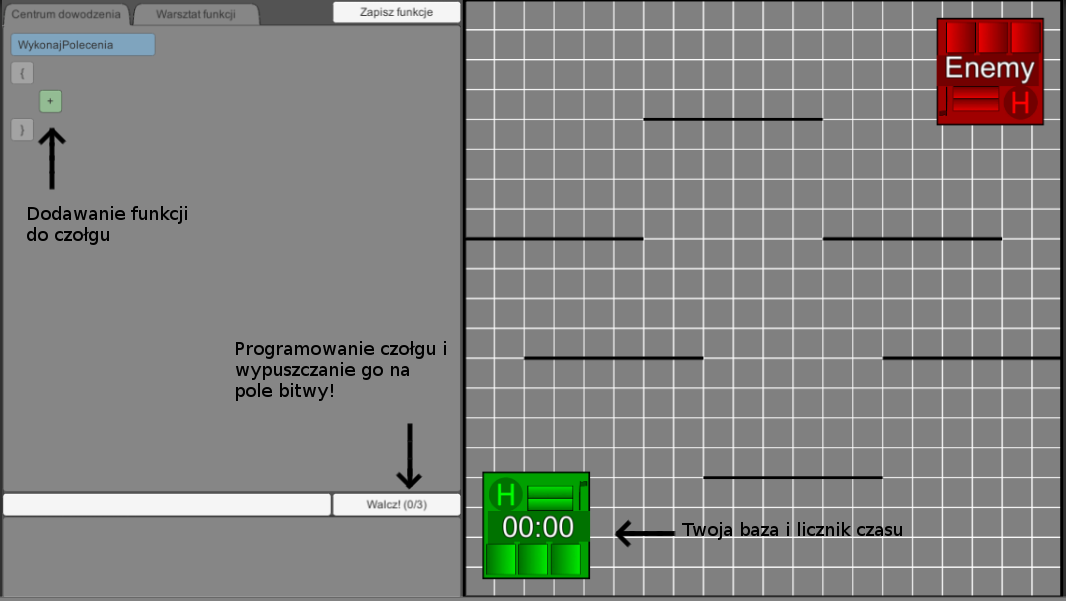 Centrum dowodzenia
Warsztat funkcji
Zapisz funkcje
WykonajPolecenia
{
+
}
Dodawanie funkcji
do czołgu
Programowanie czołgu i
wypuszczanie go na
pole bitwy!
Walcz! (0/3)
Enemy
H
H
00:00
Twoja baza i licznik czasu